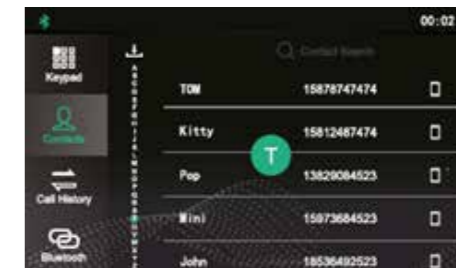 00:02
Contact Search
Keypad
TOM 15878747474
Contacts
Kitty 15812487474
T
Pop 13829084523
Call History
Mini 15973684523
Bluetooth
John 18536492523